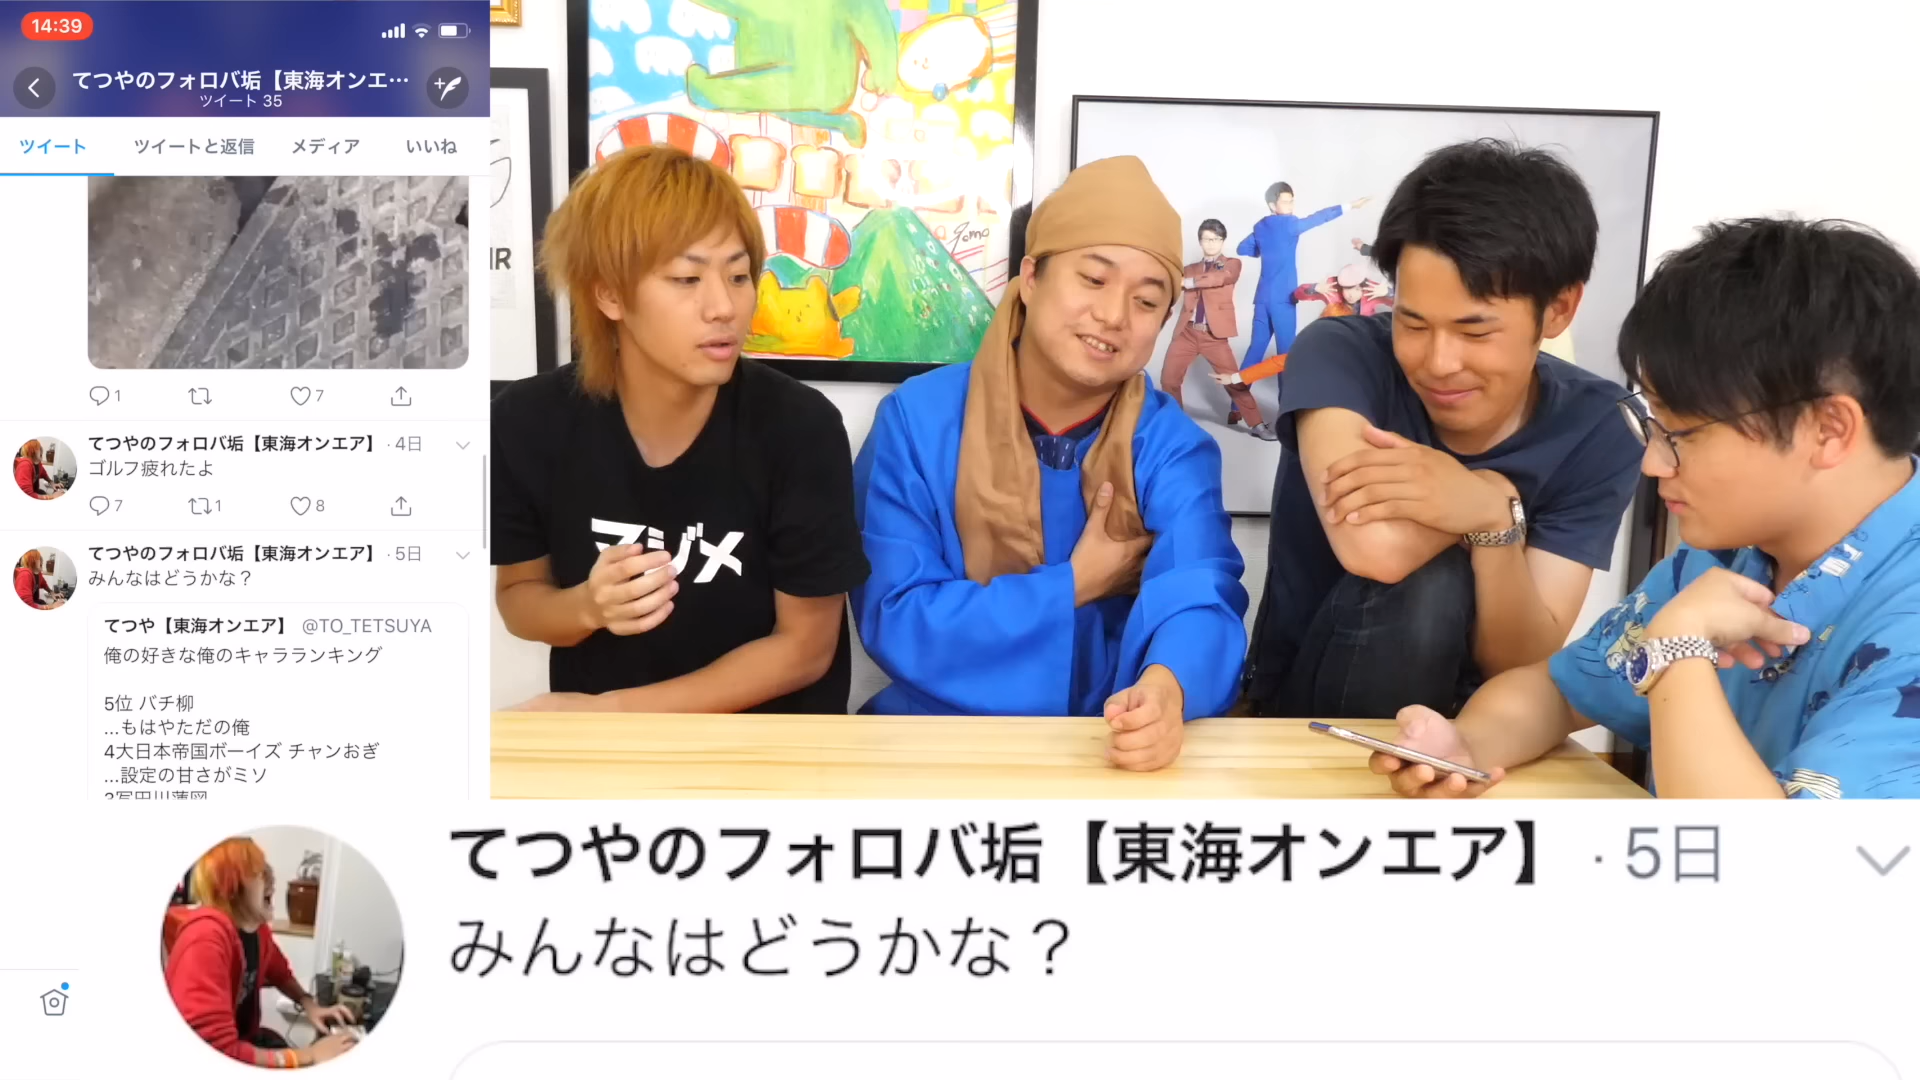 14:39
てつやのフォロバ垢【東海オンエ…
ツイート 35
ツイート ツイートと返信 メディア いいね
1 7
てつやのフォロバ垢【東海オンエア】 · 4日
ゴルフ疲れたよ
7 1 8
てつやのフォロバ垢【東海オンエア】 · 5日
みんなはどうかな？
てつや【東海オンエア】 @TO_TETSUYA
俺の好きな俺のキャラランキング
5位 バチ柳
...もはやただの俺
4大日本帝国ボーイズ チャンおぎ
...設定の甘さがミソ
IR
Tomo
マジメ
てつやのフォロバ垢【東海オンエア】 · 5日
みんなはどうかな？